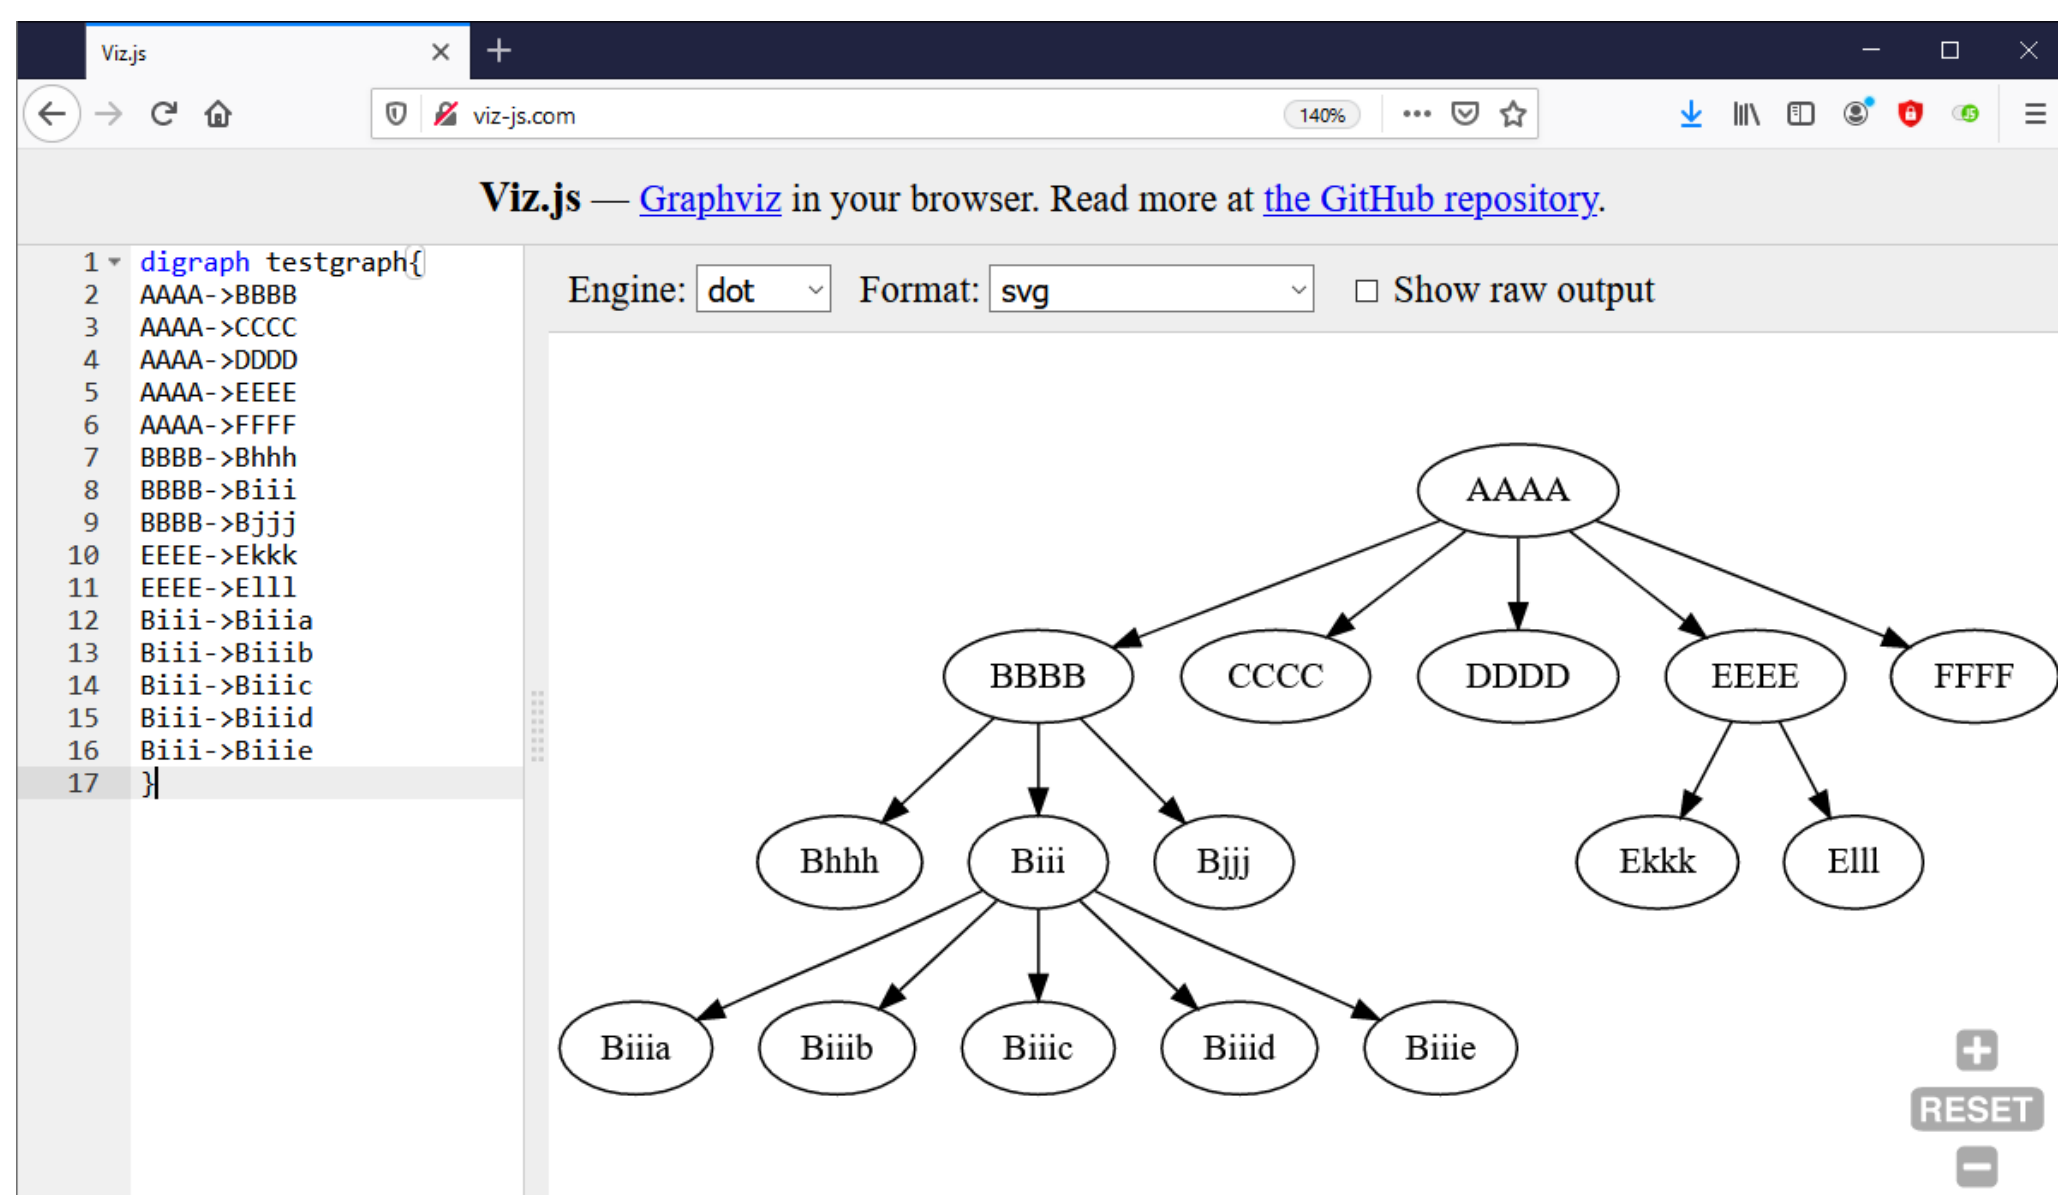 Viz.js
viz-js.com 140%
Viz.js — Graphviz in your browser. Read more at the GitHub repository.
1 digraph testgraph{
2 AAAA->BBBB
3 AAAA->CCCC
4 AAAA->DDDD
5 AAAA->EEEE
6 AAAA->FFFF
7 BBBB->Bhhh
8 BBBB->Biii
9 BBBB->Bjjj
10 EEEE->Ekkk
11 EEEE->Elll
12 Biii->Biiia
13 Biii->Biiib
14 Biii->Biiic
15 Biii->Biiid
16 Biii->Biiie
17 }
Engine: dot Format: svg Show raw output
AAAA
BBBB CCCC DDDD EEEE FFFF
Bhhh Biii Bjjj Ekkk Elll
Biiia Biiib Biiic Biiid Biiie
RESET